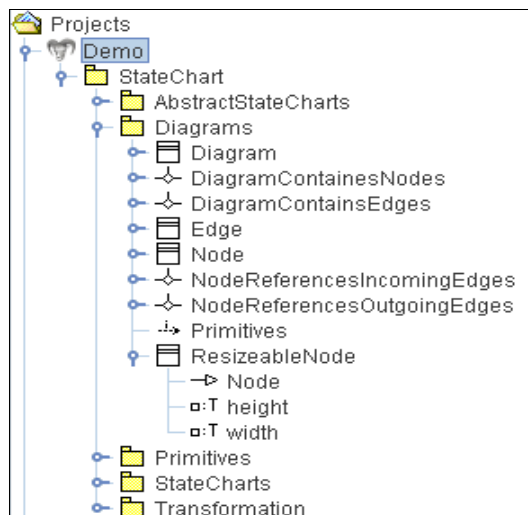 Projects
Demo
StateChart
AbstractStateCharts
Diagrams
Diagram
DiagramContainesNodes
DiagramContainsEdges
Edge
Node
NodeReferencesIncomingEdges
NodeReferencesOutgoingEdges
Primitives
ResizeableNode
Node
:T height
:T width
Primitives
StateCharts
Transformation